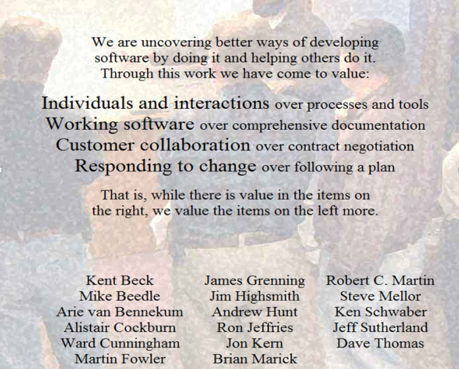 We are uncovering better ways of developing
software by doing it and helping others do it.
Through this work we have come to value:
Individuals and interactions over processes and tools
Working software over comprehensive documentation
Customer collaboration over contract negotiation
Responding to change over following a plan
That is, while there is value in the items on
the right, we value the items on the left more.
Kent Beck
Mike Beedle
Arie van Bennekum
Alistair Cockburn
Ward Cunningham
Martin Fowler
James Grenning
Jim Highsmith
Andrew Hunt
Ron Jeffries
Jon Kern
Brian Marick
Robert C. Martin
Steve Mellor
Ken Schwaber
Jeff Sutherland
Dave Thomas